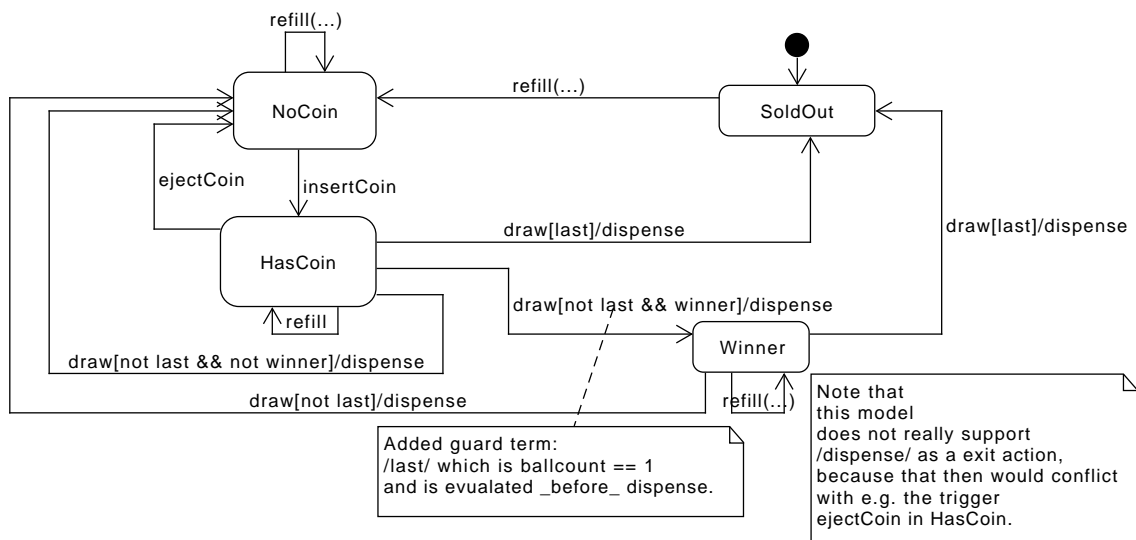 refill(...)
refill(...)
NoCoin
SoldOut
ejectCoin
insertCoin
draw[last]/dispense
draw[last]/dispense
HasCoin
draw[not last && winner]/dispense
refill
Winner
draw[not last && not winner]/dispense
draw[not last]/dispense
refill(...)
Added guard term:
/last/ which is ballcount == 1
and is evualated _before_ dispense.
Note that
this model
does not really support
/dispense/ as a exit action,
because that then would conflict
with e.g. the trigger
ejectCoin in HasCoin.